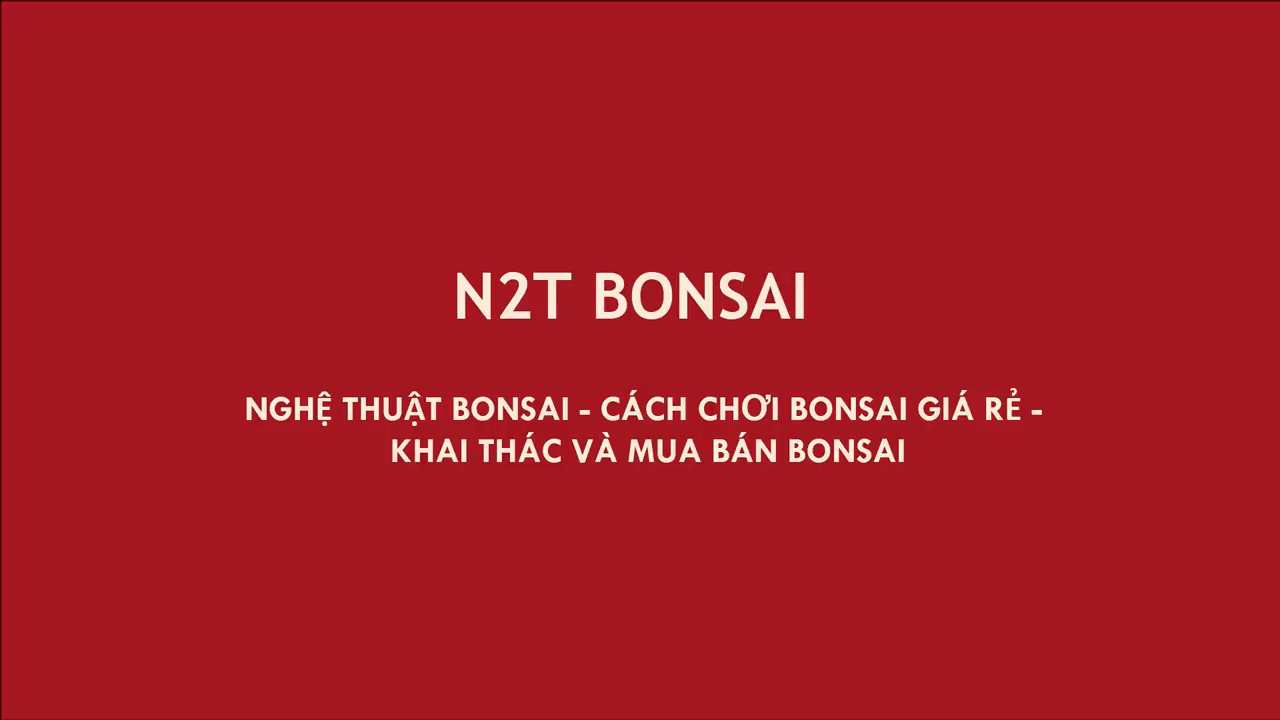 N2T BONSAI
NGHỆ THUẬT BONSAI - CÁCH CHƠI BONSAI GIÁ RẺ -
KHAI THÁC VÀ MUA BÁN BONSAI